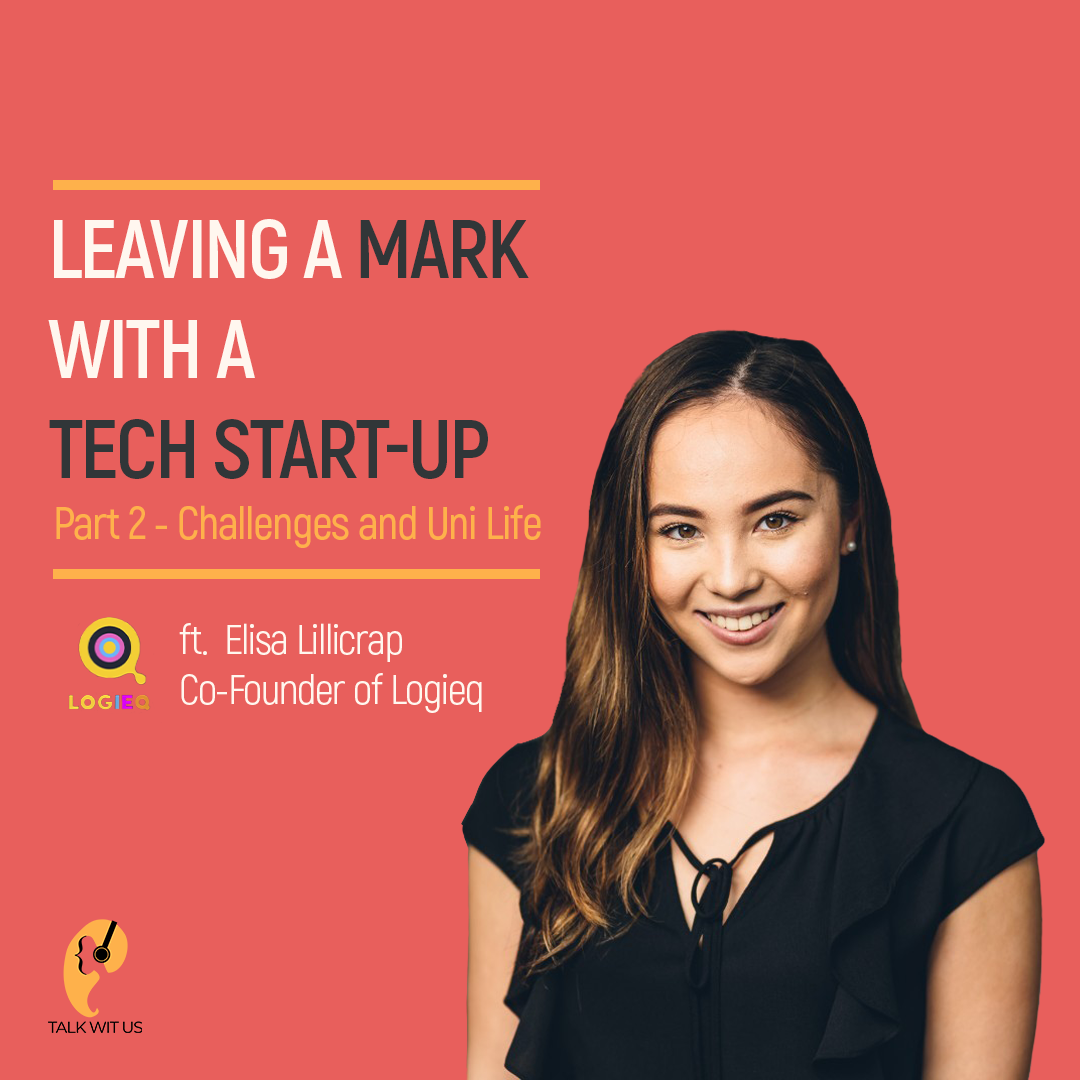 LEAVING A MARK
WITH A
TECH START-UP
Part 2 - Challenges and Uni Life
ft. Elisa Lillicrap
Co-Founder of Logieq
LOGIEQ
TALK WIT US